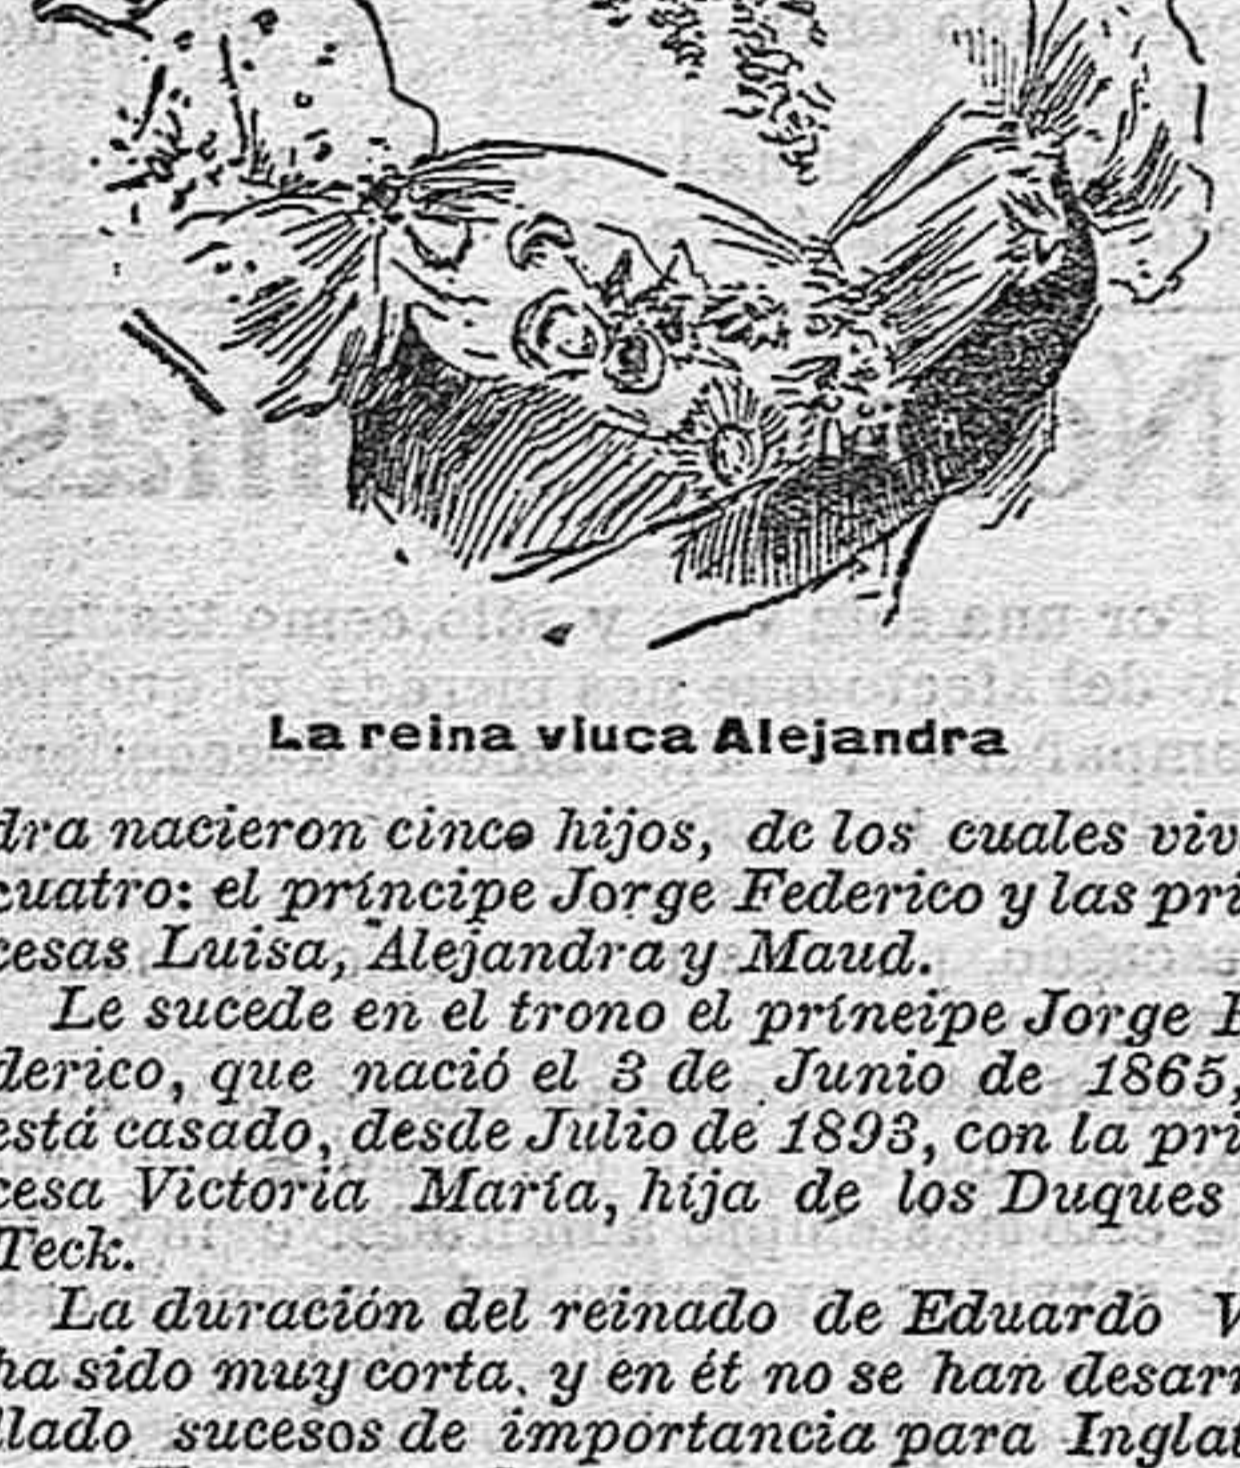 La reina viuca Alejandra
dra nacieron cinco hijos, de los cuales viv
cuatro: el príncipe Jorge Federico y las pri
cesas Luisa, Alejandra y Maud.
Le sucede en el trono el príneipe Jorge F
derico, que nació el 3 de Junio de 1865,
está casado, desde Julio de 1893, con la pri
cesa Victoria María, hija de los Duques
Teck.
La duración del reinado de Eduardo V
ha sido muy corta, y en ét no se han desarr
llado sucesos de importancia para Inglat